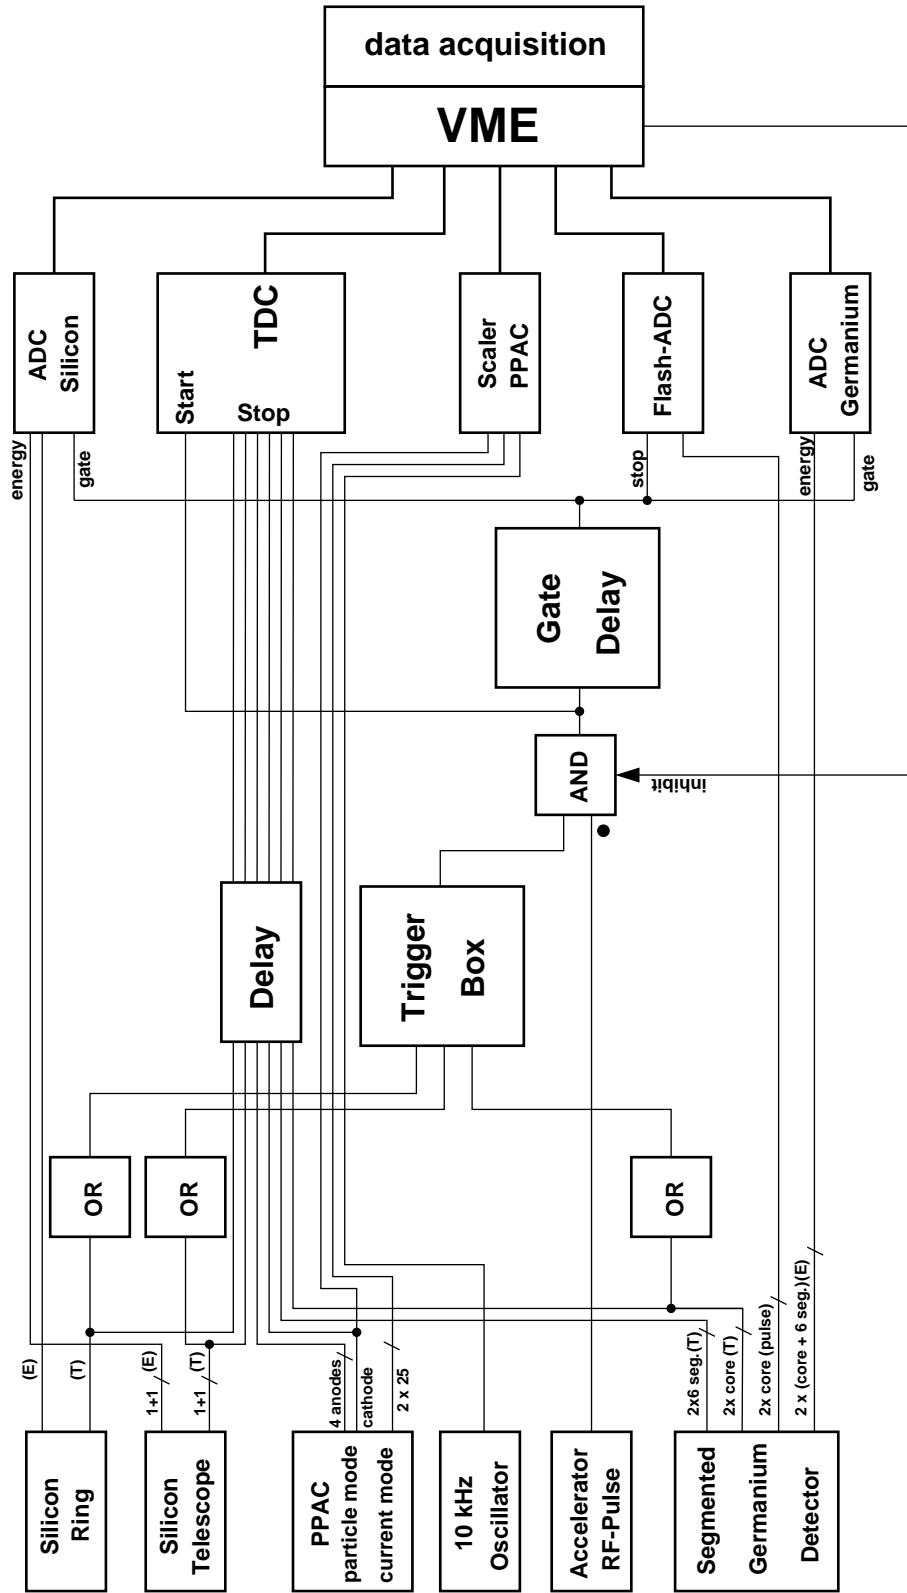 data acquisition
VME
ADC
Silicon
TDC
Start
Stop
Scaler
PPAC
Flash-ADC
ADC
Germanium
energy
gate
stop
energy
gate
Gate
Delay
AND
inhibit
Delay
Trigger
Box
OR
OR
OR
(E)
(T)
1+1 (E)
1+1 (T)
4 anodes
cathode
2 x 25
2x6 seg.(T)
2x core (T)
2x core (pulse)
2 x (core + 6 seg.)(E)
Silicon
Ring
Silicon
Telescope
PPAC
particle mode
current mode
10 kHz
Oscillator
Accelerator
RF-Pulse
Segmented
Germanium
Detector